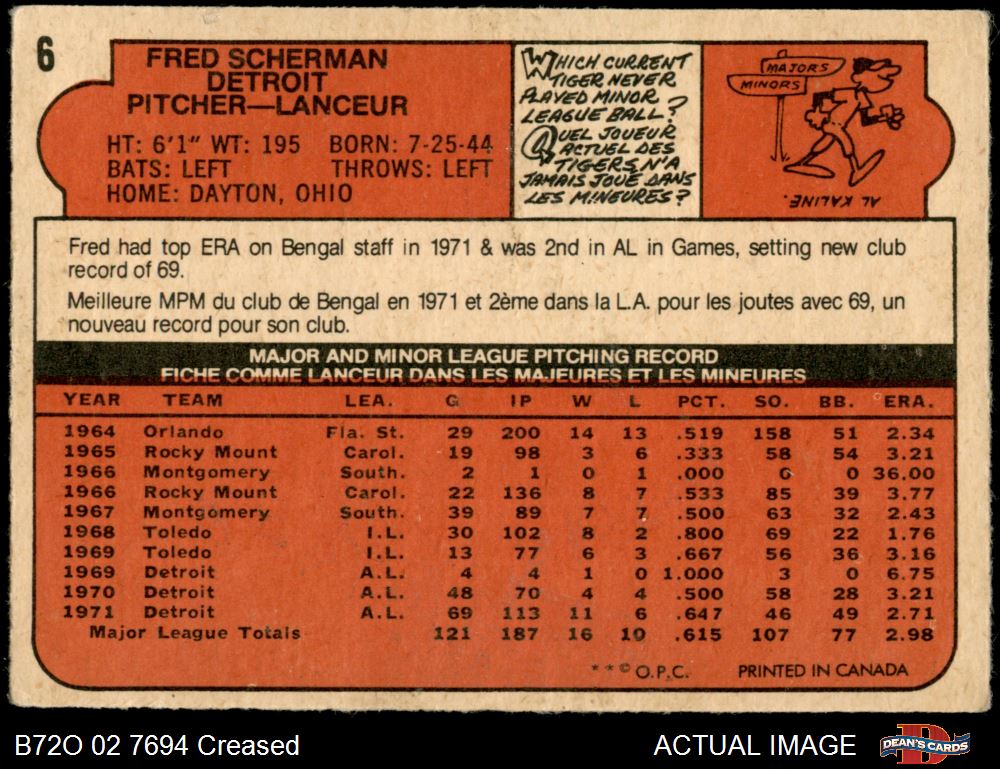 6
FRED SCHERMAN
DETROIT
PITCHER—LANCEUR
HT: 6'1" WT: 195 BORN: 7-25-44
BATS: LEFT THROWS: LEFT
HOME: DAYTON, OHIO
WHICH CURRENT
TIGER NEVER
PLAYED MINOR
LEAGUE BALL?
QUEL JOUEUR
ACTUEL DES
TIGERS N'A
JAMAIS JOUE DANS
LES MINEURES?
MAJORS
MINORS
AL KALINE.
Fred had top ERA on Bengal staff in 1971 & was 2nd in AL in Games, setting new club
record of 69.
Meilleure MPM du club de Bengal en 1971 et 2ème dans la L.A. pour les joutes avec 69, un
nouveau record pour son club.
MAJOR AND MINOR LEAGUE PITCHING RECORD
FICHE COMME LANCEUR DANS LES MAJEURES ET LES MINEURES
YEAR TEAM LEA. G IP W L PCT. SO. BB. ERA.
1964 Orlando Fla. St. 29 200 14 13 .519 158 51 2.34
1965 Rocky Mount Carol. 19 98 3 6 .333 58 54 3.21
1966 Montgomery South. 2 1 0 1 .000 0 0 36.00
1966 Rocky Mount Carol. 22 136 8 7 .533 85 39 3.77
1967 Montgomery South. 39 89 7 7 .500 63 32 2.43
1968 Toledo I.L. 30 102 8 2 .800 69 22 1.76
1969 Toledo I.L. 13 77 6 3 .667 56 36 3.16
1969 Detroit A.L. 4 4 1 0 1.000 3 0 6.75
1970 Detroit A.L. 48 70 4 4 .500 58 28 3.21
1971 Detroit A.L. 69 113 11 6 .647 46 49 2.71
Major League Totals 121 187 16 10 .615 107 77 2.98
**© O.P.C. PRINTED IN CANADA
B72O 02 7694 Creased ACTUAL IMAGE DEAN'S CARDS